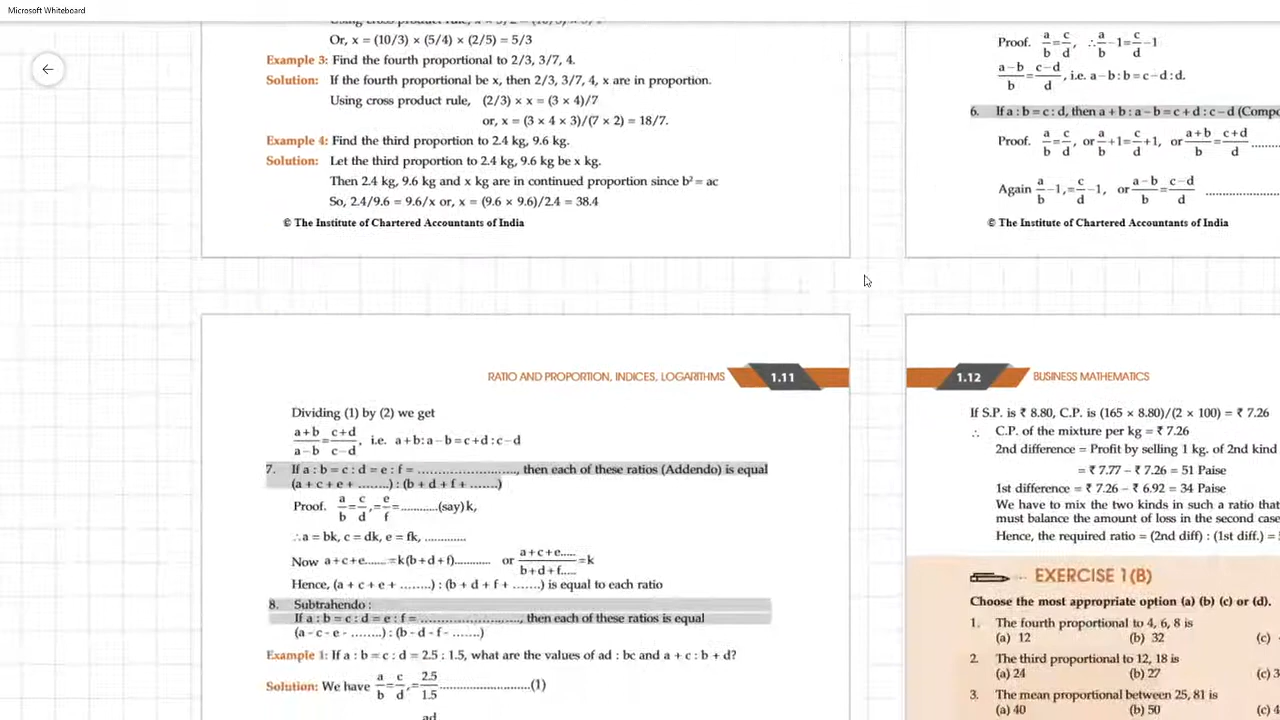 Microsoft Whiteboard
Or, x = (10/3) × (5/4) × (2/5) = 5/3
Example 3: Find the fourth proportional to 2/3, 3/7, 4.
Solution: If the fourth proportional be x, then 2/3, 3/7, 4, x are in proportion.
Using cross product rule, (2/3) × x = (3 × 4)/7
or, x = (3 × 4 × 3)/(7 × 2) = 18/7.
Example 4: Find the third proportion to 2.4 kg, 9.6 kg.
Solution: Let the third proportion to 2.4 kg, 9.6 kg be x kg.
Then 2.4 kg, 9.6 kg and x kg are in continued proportion since b² = ac
So, 2.4/9.6 = 9.6/x or, x = (9.6 × 9.6)/2.4 = 38.4
© The Institute of Chartered Accountants of India
Proof. a/b = c/d, ∴ a/b − 1 = c/d − 1
a−b/b = c−d/d, i.e. a−b : b = c−d : d.
6. If a : b = c : d, then a + b : a − b = c + d : c − d
Proof. a/b = c/d, or a/b +1 = c/d +1, or a+b/b = c+d/d ......
Again a/b −1, = c/d −1, or a−b/b = c−d/d ..................
© The Institute of Chartered Accountants of India
RATIO AND PROPORTION, INDICES, LOGARITHMS 1.11
Dividing (1) by (2) we get
a+b/a−b = c+d/c−d, i.e. a+b : a−b = c+d : c−d
7. If a : b = c : d = e : f = ..........................., then each of these ratios (Addendo) is equal
(a + c + e + ........) : (b + d + f + .......)
Proof. a/b = c/d, = e/f = ...........(say) k,
∴ a = bk, c = dk, e = fk, ............
Now a+c+e.......=k(b+d+f)............ or a+c+e...../b+d+f.... =k
Hence, (a + c + e + ........) : (b + d + f + .......) is equal to each ratio
8. Subtrahendo :
If a : b = c : d = e : f = ..........................., then each of these ratios is equal
(a - c - e - ........) : (b - d - f- .......)
Example 1: If a : b = c : d = 2.5 : 1.5, what are the values of ad : bc and a + c : b + d?
Solution: We have a/b = c/d, = 2.5/1.5 ..........................(1)
ad
1.12 BUSINESS MATHEMATICS
If S.P. is ₹ 8.80, C.P. is (165 × 8.80)/(2 × 100) = ₹ 7.26
∴ C.P. of the mixture per kg = ₹ 7.26
2nd difference = Profit by selling 1 kg. of 2nd kind
= ₹ 7.77 – ₹ 7.26 = 51 Paise
1st difference = ₹ 7.26 – ₹ 6.92 = 34 Paise
We have to mix the two kinds in such a ratio that
must balance the amount of loss in the second case
Hence, the required ratio = (2nd diff) : (1st diff.) =
EXERCISE 1(B)
Choose the most appropriate option (a) (b) (c) or (d).
1. The fourth proportional to 4, 6, 8 is
(a) 12 (b) 32 (c)
2. The third proportional to 12, 18 is
(a) 24 (b) 27 (c) 3
3. The mean proportional between 25, 81 is
(a) 40 (b) 50 (c) 4